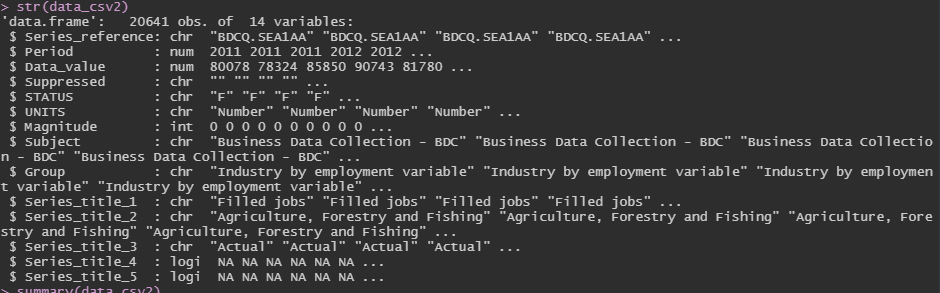 > str(data_csv2)
'data.frame':   20641 obs. of  14 variables:
 $ Series_reference: chr  "BDCQ.SEA1AA" "BDCQ.SEA1AA" "BDCQ.SEA1AA" "BDCQ.SEA1AA" ...
 $ Period          : num  2011 2011 2011 2012 2012 ...
 $ Data_value      : num  80078 78324 85850 90743 81780 ...
 $ Suppressed      : chr  "" "" "" "" ...
 $ STATUS          : chr  "F" "F" "F" "F" ...
 $ UNITS           : chr  "Number" "Number" "Number" "Number" ...
 $ Magnitude       : int  0 0 0 0 0 0 0 0 0 0 ...
 $ Subject         : chr  "Business Data Collection - BDC" "Business Data Collection - BDC" "Business Data Collectio
n - BDC" "Business Data Collection - BDC" ...
 $ Group           : chr  "Industry by employment variable" "Industry by employment variable" "Industry by employmen
t variable" "Industry by employment variable" ...
 $ Series_title_1  : chr  "Filled jobs" "Filled jobs" "Filled jobs" "Filled jobs" ...
 $ Series_title_2  : chr  "Agriculture, Forestry and Fishing" "Agriculture, Forestry and Fishing" "Agriculture, Fore
stry and Fishing" "Agriculture, Forestry and Fishing" ...
 $ Series_title_3  : chr  "Actual" "Actual" "Actual" "Actual" ...
 $ Series_title_4  : logi  NA NA NA NA NA NA ...
 $ Series_title_5  : logi  NA NA NA NA NA NA ...
> summary(data_csv2)